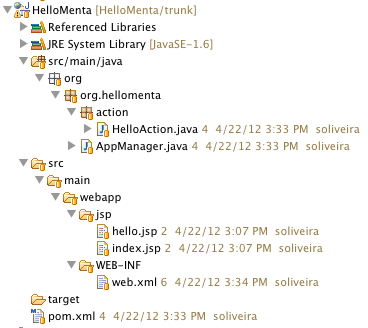 HelloMenta [HelloMenta/trunk]
Referenced Libraries
JRE System Library [JavaSE-1.6]
src/main/java
org
org.hellomenta
action
HelloAction.java 4 4/22/12 3:33 PM soliveira
AppManager.java 4 4/22/12 3:33 PM soliveira
src
main
webapp
jsp
hello.jsp 2 4/22/12 3:07 PM soliveira
index.jsp 2 4/22/12 3:07 PM soliveira
WEB-INF
web.xml 6 4/22/12 3:34 PM soliveira
target
pom.xml 4 4/22/12 3:33 PM soliveira